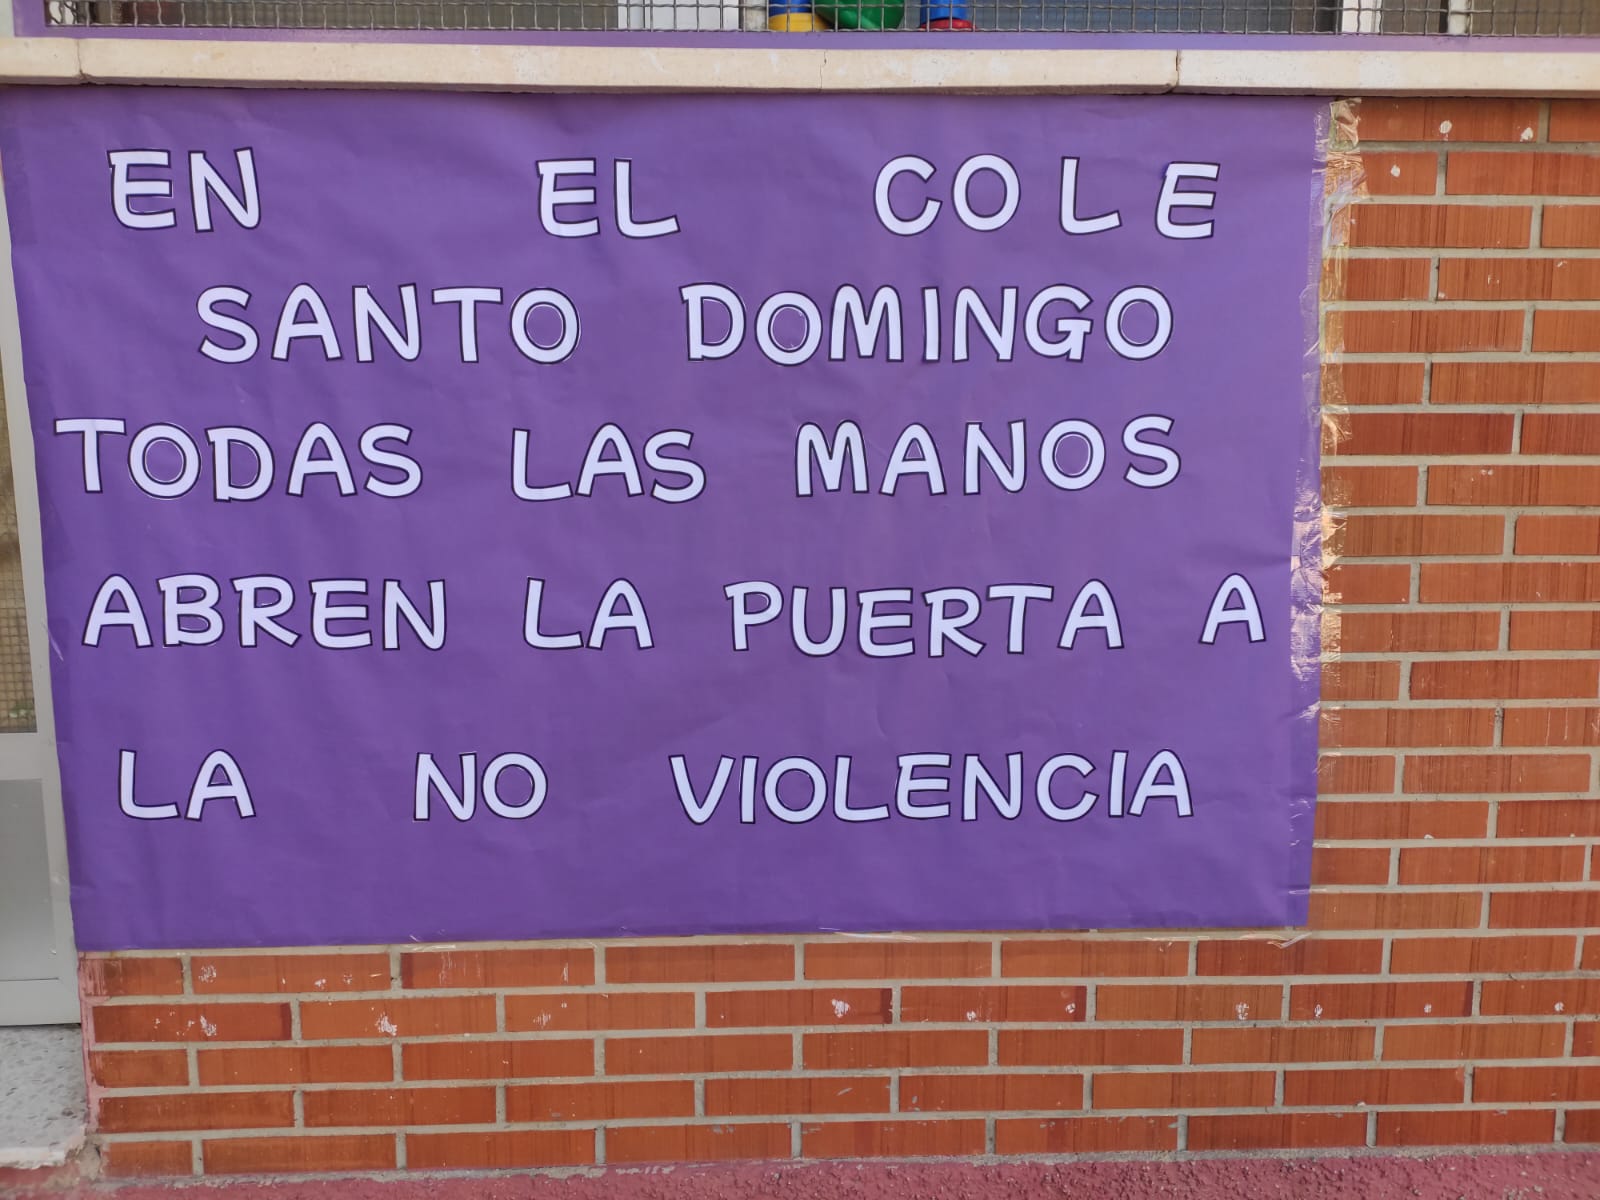 EN EL COLE
SANTO DOMINGO
TODAS LAS MANOS
ABREN LA PUERTA A
LA NO VIOLENCIA